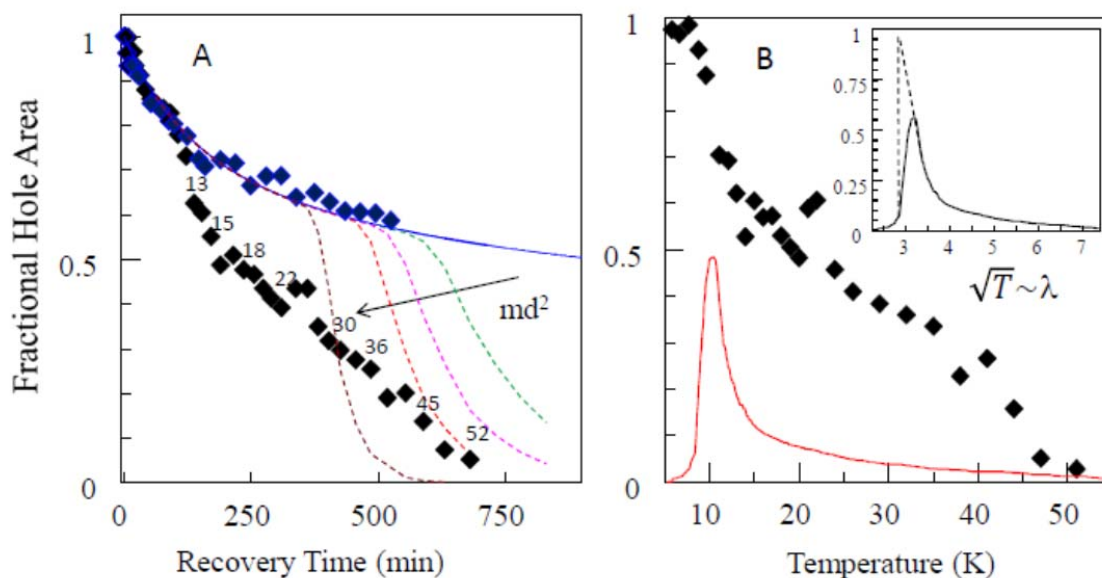 A
B
1
0.5
0
13
15
18
22
30
36
45
52
md²
0 250 500 750
Recovery Time (min)
Fractional Hole Area
1
0.5
0
10 20 30 40 50
Temperature (K)
1
0.75
0.5
0.25
0
3 4 5 6 7
√T~λ